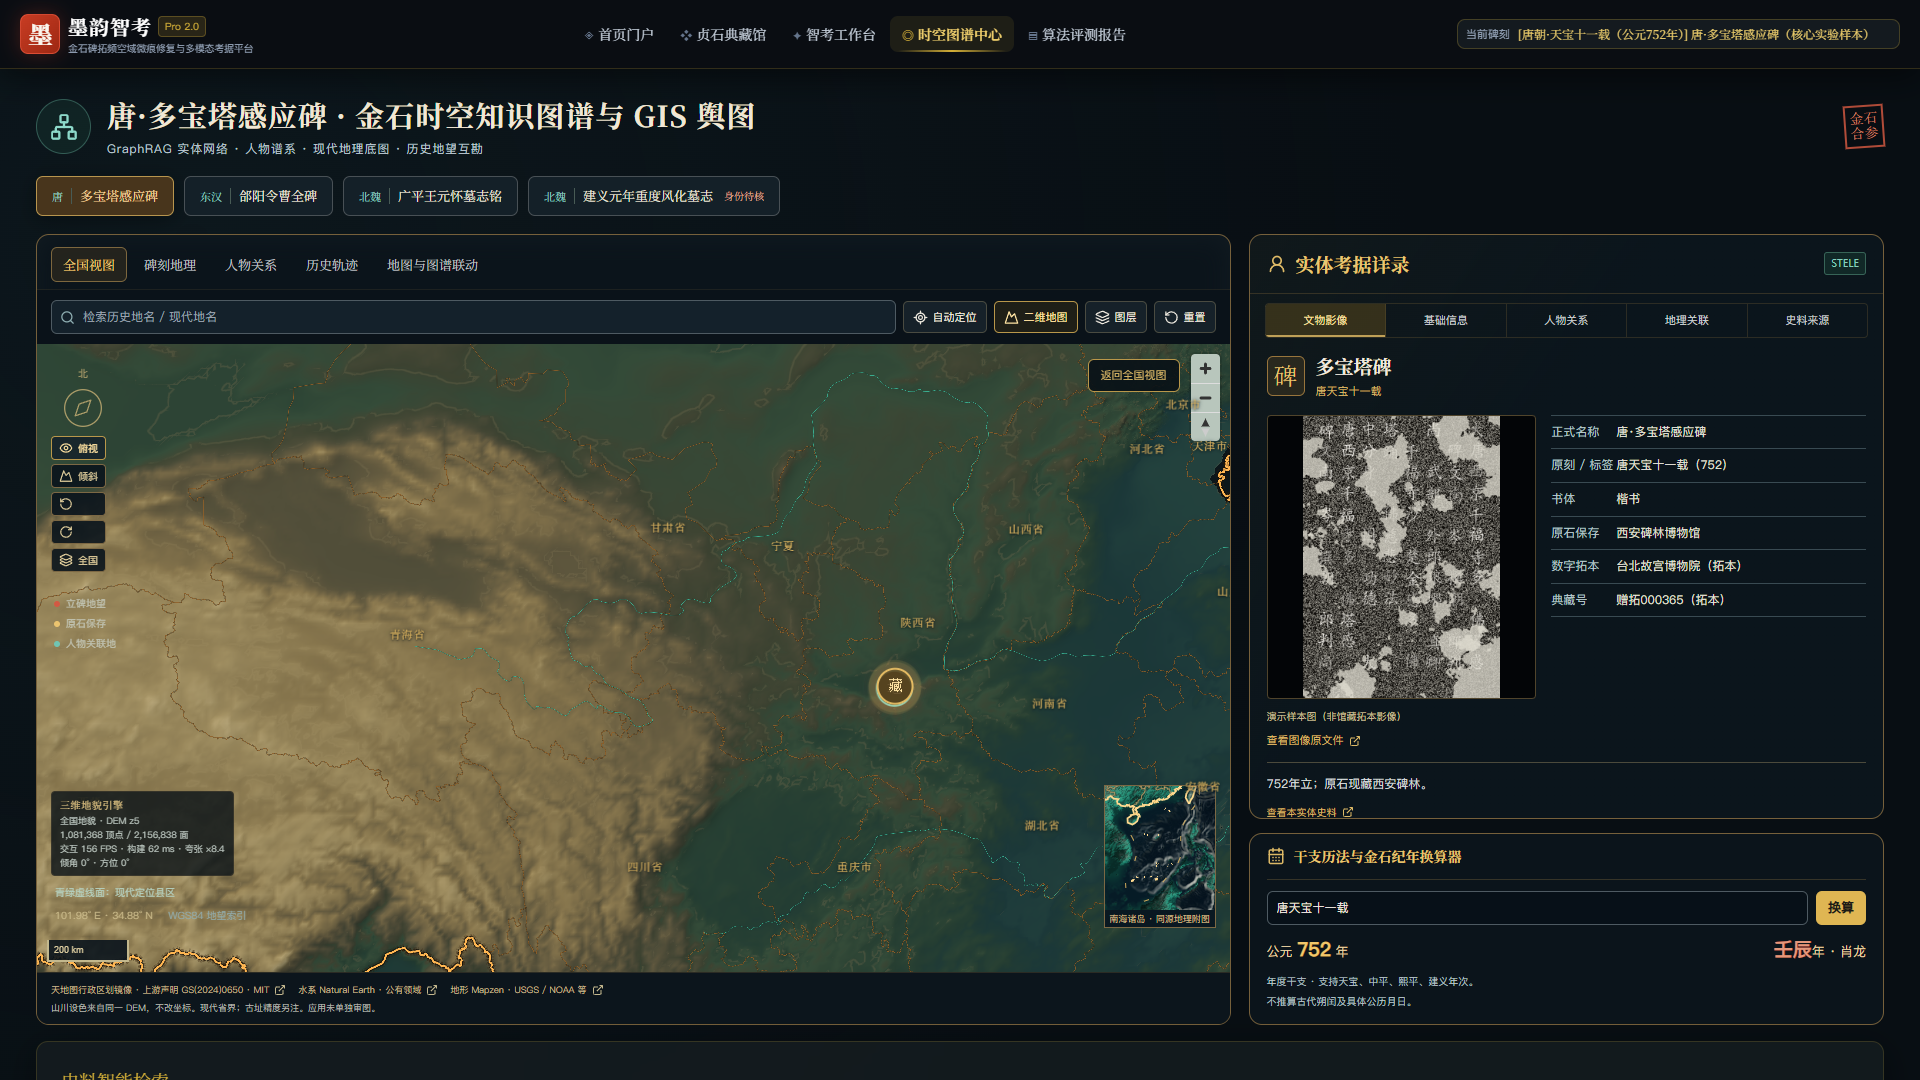 墨
墨韵智考 Pro 2.0
金石碑拓频空域微痕修复与多模态考据平台
首页门户
贞石典藏馆
智考工作台
时空图谱中心
算法评测报告
当前碑刻 [唐朝·天宝十一载（公元752年）] 唐·多宝塔感应碑（核心实验样本）
唐·多宝塔感应碑 · 金石时空知识图谱与 GIS 舆图
GraphRAG 实体网络 · 人物谱系 · 现代地理底图 · 历史地望互勘
金石
合参
唐 多宝塔感应碑
东汉 郃阳令曹全碑
北魏 广平王元怀墓志铭
北魏 建义元年重度风化墓志 身份待核
全国视图
碑刻地理
人物关系
历史轨迹
地图与图谱联动
检索历史地名 / 现代地名
自动定位
二维地图
图层
重置
北
返回全国视图
俯视
倾斜
全国
立碑地望
原石保存
人物关联地
北京
河北省
天津市
甘肃省
宁夏
山西省
山
青海省
陕西省
藏
河南省
安徽省
湖北省
四川省
重庆市
三维地貌引擎
全国地貌 · DEM z5
1,081,368 顶点 / 2,156,838 面
交互 156 FPS · 构建 62 ms · 夸张 ×8.4
倾角 0° · 方位 0°
青绿虚线面：现代定位县区
101.98° E · 34.88° N WGS84 地望索引
200 km
南海诸岛 · 同源地理附图
天地图行政区划镜像 · 上游声明 GS(2024)0650 · MIT
水系 Natural Earth · 公有领域
地形 Mapzen · USGS / NOAA 等
山川设色来自同一 DEM，不改坐标。现代省界；古址精度另注。应用未单独审图。
实体考据详录
STELE
文物影像
基础信息
人物关系
地理关联
史料来源
碑
多宝塔碑
唐天宝十一载
正式名称 唐·多宝塔感应碑
原刻 / 标签 唐天宝十一载（752）
书体 楷书
原石保存 西安碑林博物馆
数字拓本 台北故宫博物院（拓本）
典藏号 赠拓000365（拓本）
演示样本图（非馆藏拓本影像）
查看图像原文件
752年立；原石现藏西安碑林。
查看本实体史料
干支历法与金石纪年换算器
唐天宝十一载
换算
公元 752 年
壬辰年 · 肖龙
年度干支 · 支持天宝、中平、熙平、建义年次。
不推算古代朔闰及具体公历月日。
史料智能检索